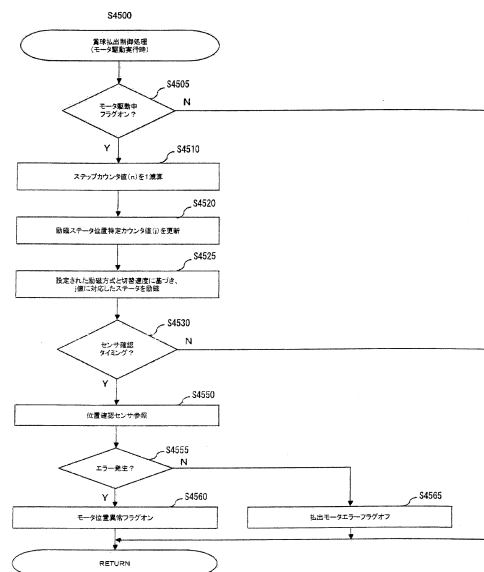 S4500
賞球払出制御処理
(モータ駆動実行時)
S4505
モータ駆動中
フラグオン？
N
Y
S4510
ステップカウンタ値(n)を1減算
S4520
励磁ステータ位置特定カウンタ値(j)を更新
S4525
設定された励磁方式と切替速度に基づき、
j値に対応したステータを励磁
S4530
センサ確認
タイミング？
N
Y
S4550
位置確認センサ参照
S4555
エラー発生？
N
Y
S4560
モータ位置異常フラグオン
S4565
払出モータエラーフラグオフ
RETURN